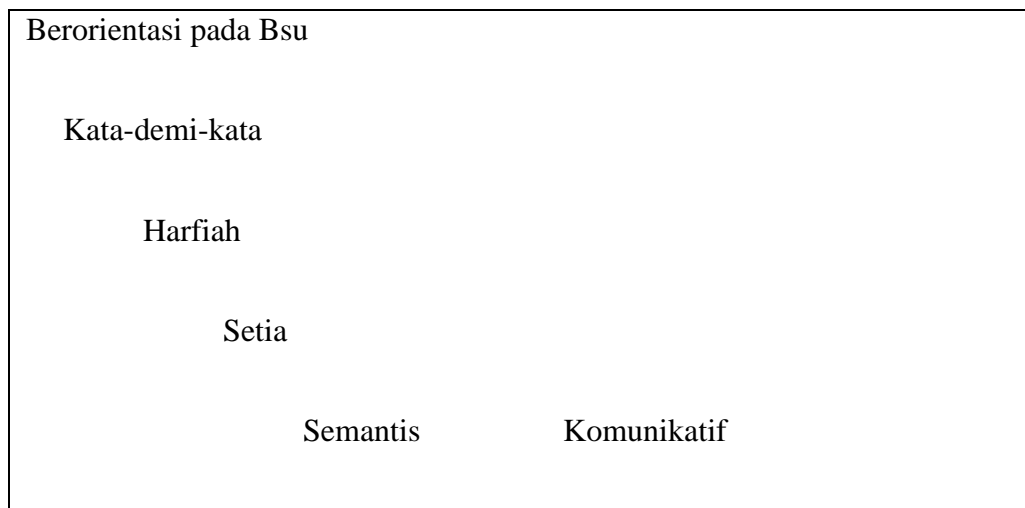 Berorientasi pada Bsu
Kata-demi-kata
Harfiah
Setia
Semantis Komunikatif